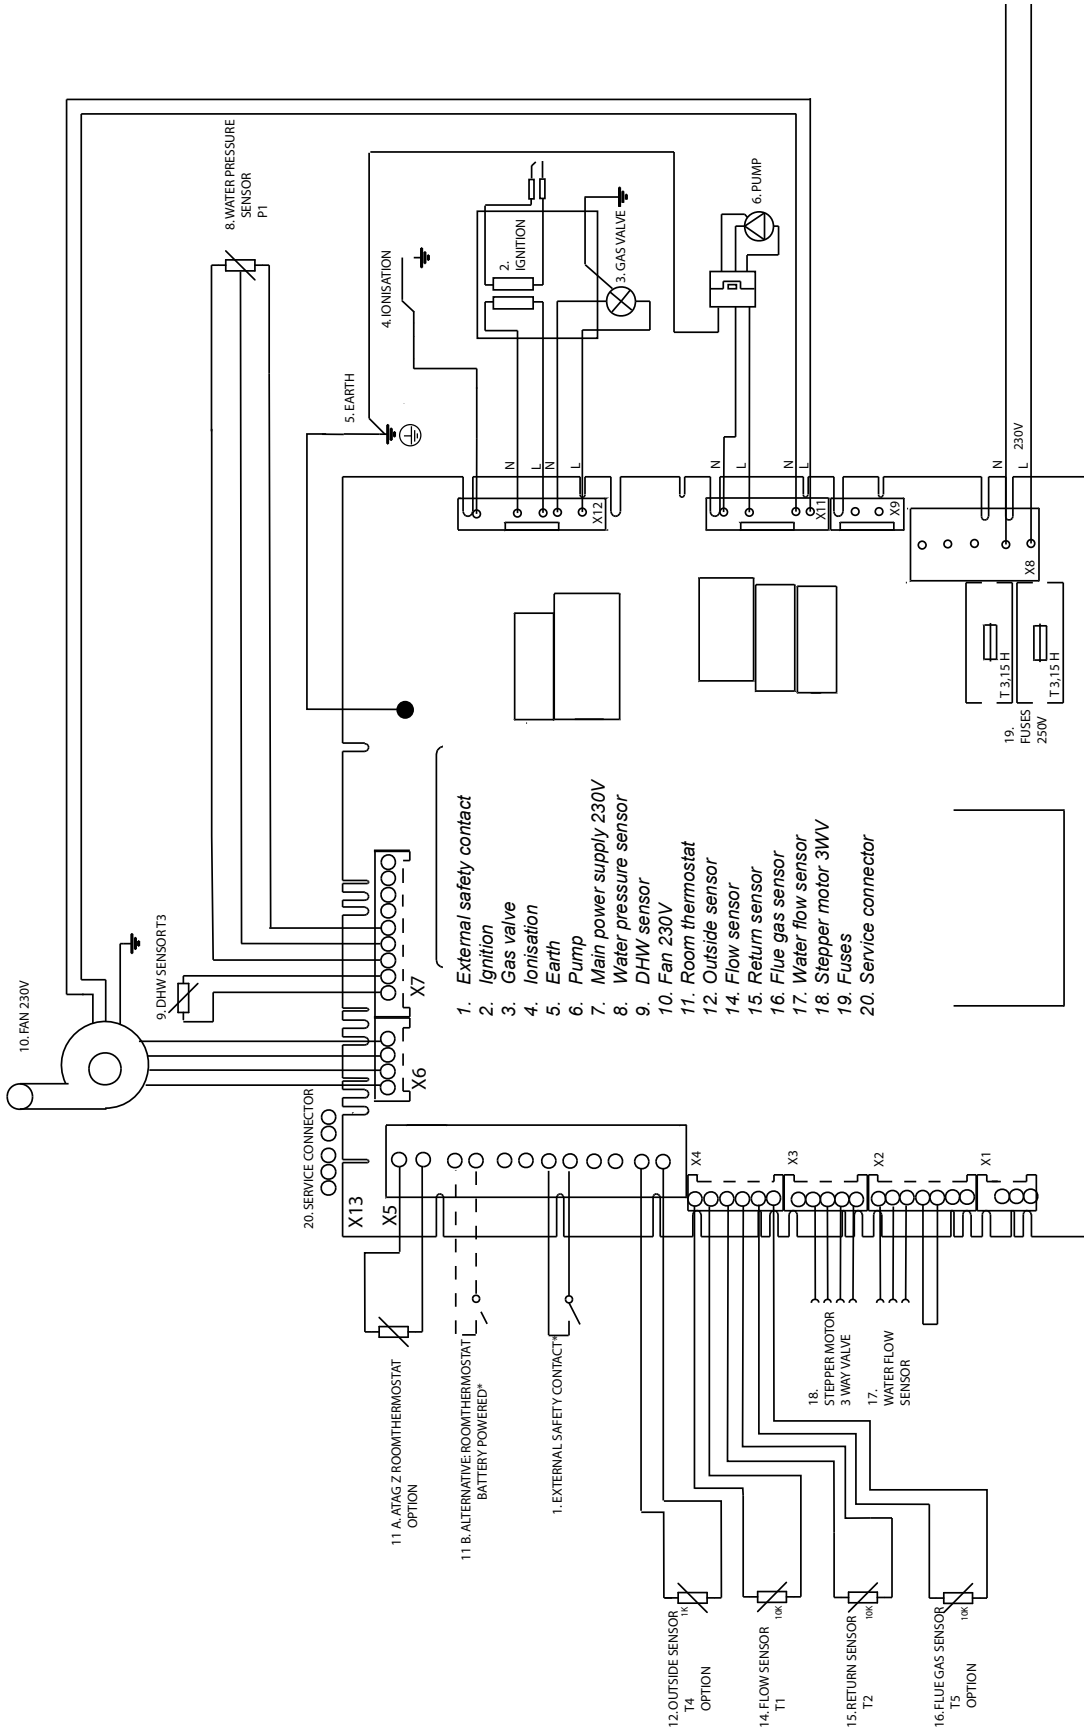 10. FAN 230V
9. DHW SENSOR T3
8. WATER PRESSURE
SENSOR
P1
4. IONISATION
5. EARTH
2.
IGNITION
3. GAS VALVE
6. PUMP
N
L
N
L
X12
N
L
N
L
X11
X9
N
L
230V
X8
T 3,15 H
T 3,15 H
19.
FUSES
250V
X7
X6
20. SERVICE CONNECTOR
X13
X5
X4
X3
X2
X1
1. External safety contact
2. Ignition
3. Gas valve
4. Ionisation
5. Earth
6. Pump
7. Main power supply 230V
8. Water pressure sensor
9. DHW sensor
10. Fan 230V
11. Room thermostat
12. Outside sensor
14. Flow sensor
15. Return sensor
16. Flue gas sensor
17. Water flow sensor
18. Stepper motor 3WV
19. Fuses
20. Service connector
11 A. ATAG Z ROOMTHERMOSTAT
OPTION
11 B. ALTERNATIVE: ROOMTHERMOSTAT
BATTERY POWERED*
1. EXTERNAL SAFETY CONTACT*
18.
STEPPER MOTOR
3 WAY VALVE
17.
WATER FLOW
SENSOR
12. OUTSIDE SENSOR
T4
OPTION
1K
14. FLOW SENSOR
T1
10K
15. RETURN SENSOR
T2
10K
16. FLUE GAS SENSOR
T5
OPTION
10K